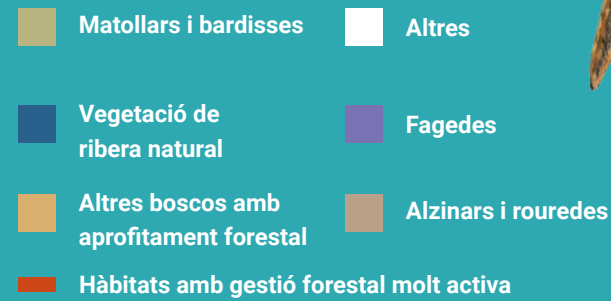 Matollars i bardisses
Altres
Vegetació de
ribera natural
Fagedes
Altres boscos amb
aprofitament forestal
Alzinars i rouredes
Hàbitats amb gestió forestal molt activa